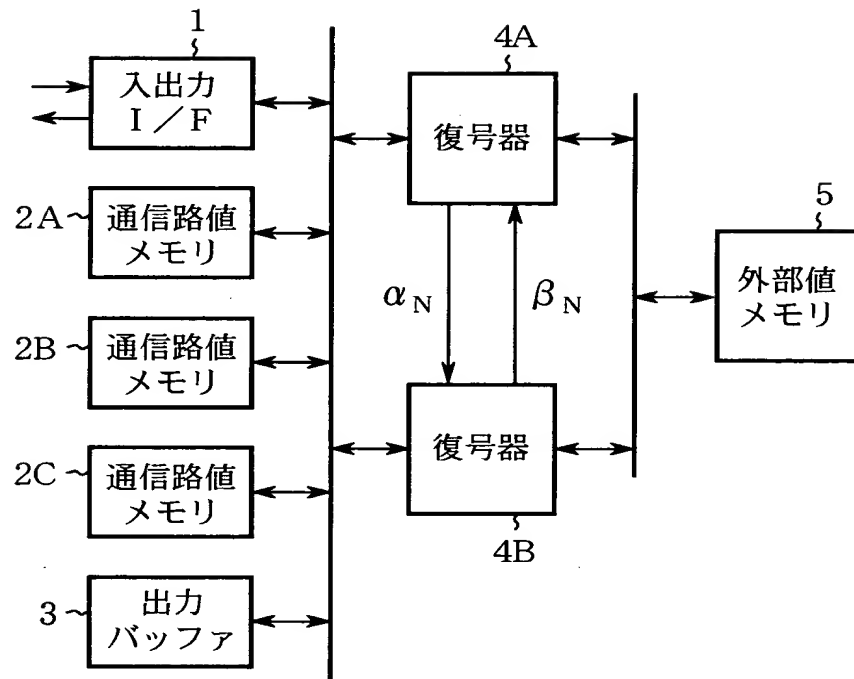 1
入出力
I／F
2A
通信路値
メモリ
2B
通信路値
メモリ
2C
通信路値
メモリ
3
出力
バッファ
4A
復号器
αN
βN
復号器
4B
5
外部値
メモリ